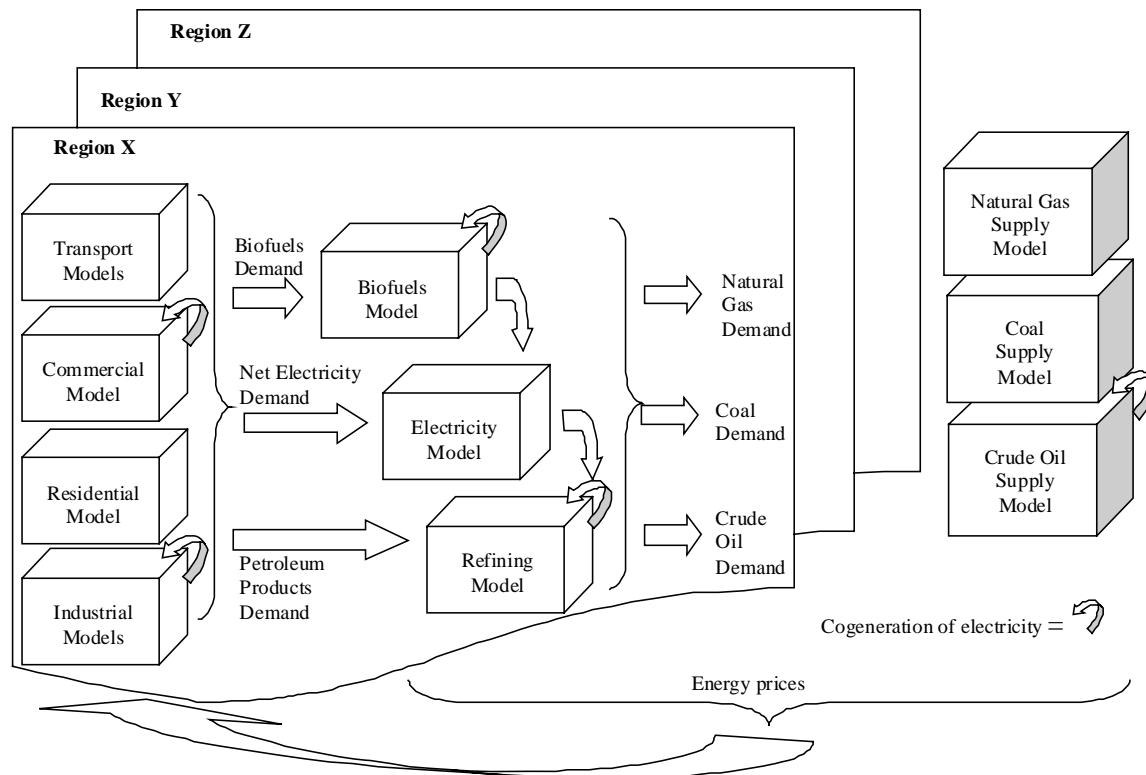 Region Z
Region Y
Region X
Transport
Models
Commercial
Model
Residential
Model
Industrial
Models
Biofuels
Demand
Net Electricity
Demand
Petroleum
Products
Demand
Biofuels
Model
Electricity
Model
Refining
Model
Natural
Gas
Demand
Coal
Demand
Crude
Oil
Demand
Natural Gas
Supply
Model
Coal
Supply
Model
Crude Oil
Supply
Model
Cogeneration of electricity =
Energy prices